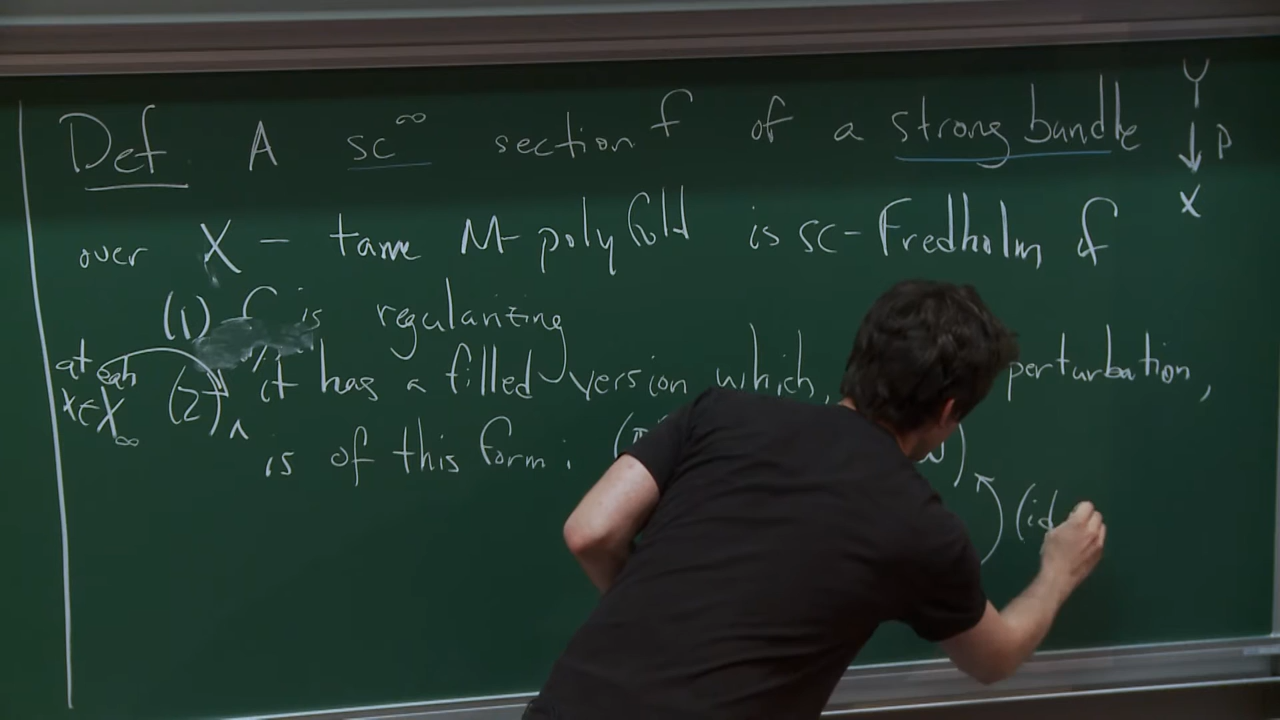 Def A sc^∞ section f of a strong bundle
Y
↓ p
X
over X - tame M-polyfold is sc-Fredholm if
(1) f is regularizing
at each
x∈X_∞ (2) ^ it has a filled version which, perturbation,
is of this form: (
(id